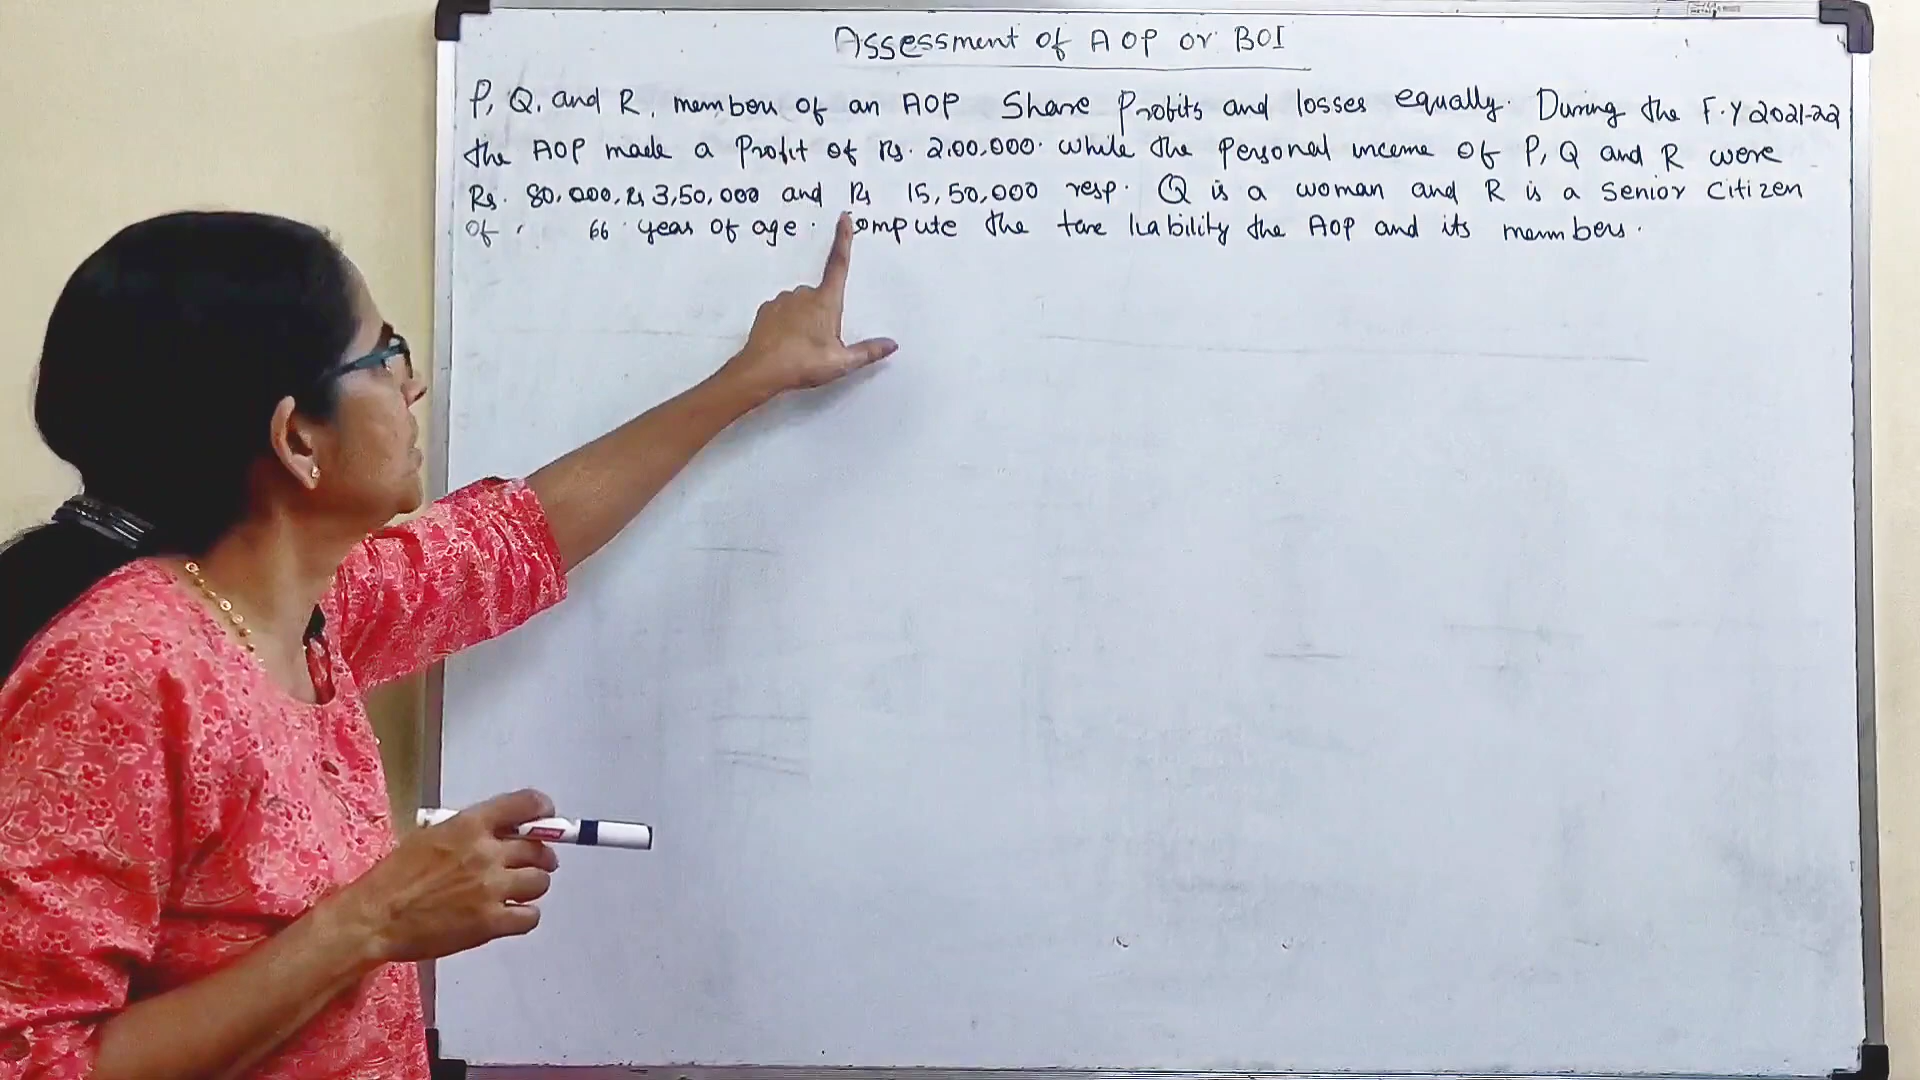 Assessment of AOP or BOI
P, Q, and R, members of an AOP Share Profits and losses equally. During the F.Y 2021-22
the AOP made a Profit of Rs. 2,00,000. while the Personal income of P, Q and R were
Rs. 80,000, Rs 3,50,000 and Rs 15,50,000 resp. Q is a woman and R is a Senior Citizen
of 66 year of age. Compute the tax liability the AOP and its members.